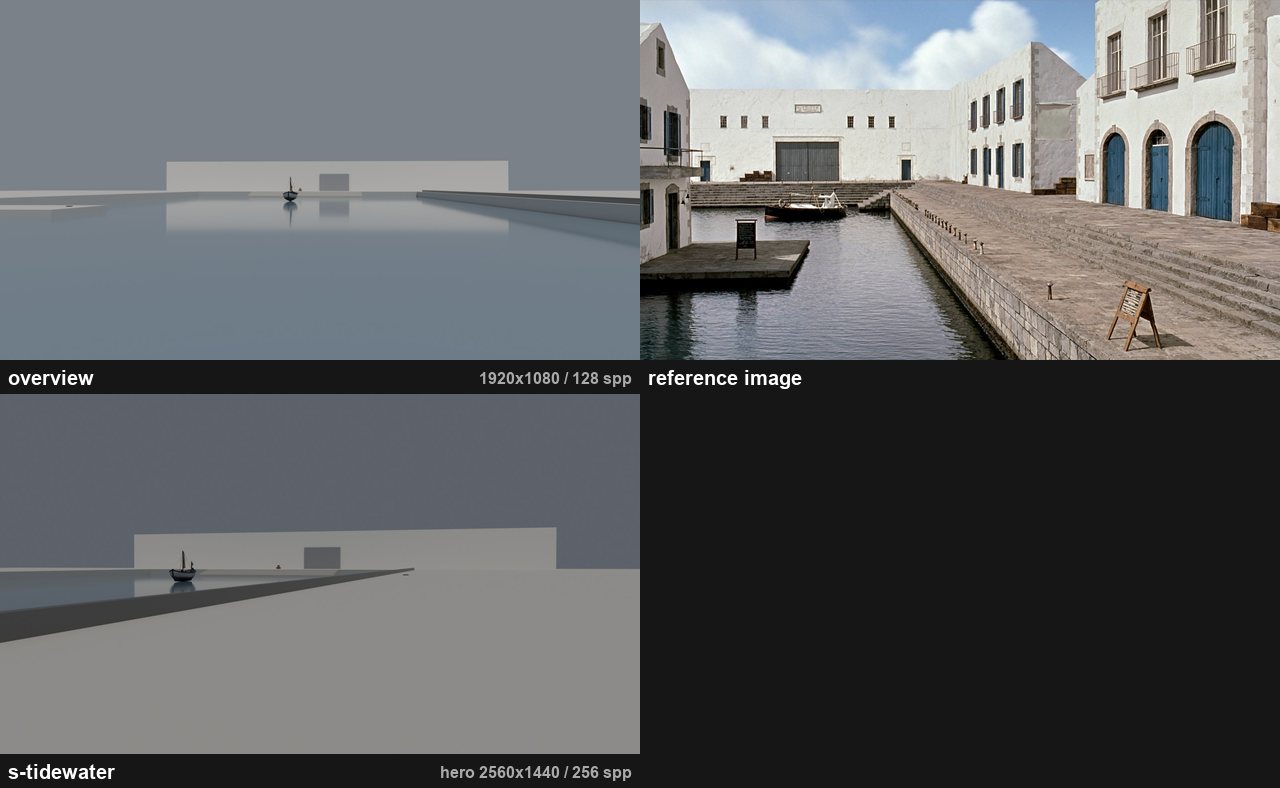 overview
1920x1080 / 128 spp
reference image
s-tidewater
hero 2560x1440 / 256 spp